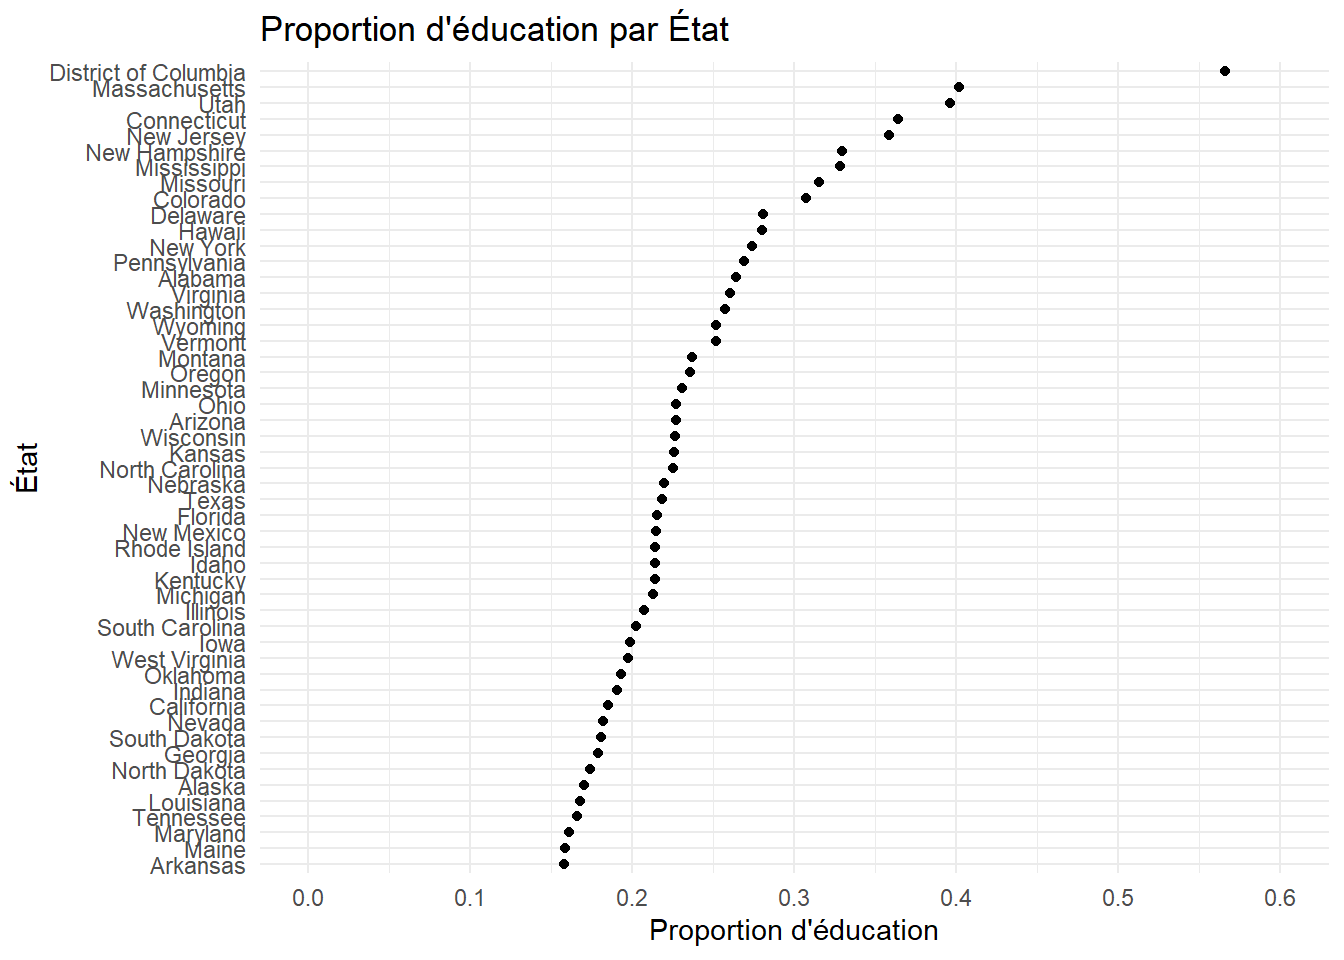 Proportion d'éducation par État
District of Columbia
Massachusetts
Utah
Connecticut
New Jersey
New Hampshire
Mississippi
Missouri
Colorado
Delaware
Hawaii
New York
Pennsylvania
Alabama
Virginia
Washington
Wyoming
Vermont
Montana
Oregon
Minnesota
Ohio
Arizona
Wisconsin
Kansas
North Carolina
Nebraska
Texas
Florida
New Mexico
Rhode Island
Idaho
Kentucky
Michigan
Illinois
South Carolina
Iowa
West Virginia
Oklahoma
Indiana
California
Nevada
South Dakota
Georgia
North Dakota
Alaska
Louisiana
Tennessee
Maryland
Maine
Arkansas
État
0.0 0.1 0.2 0.3 0.4 0.5 0.6
Proportion d'éducation